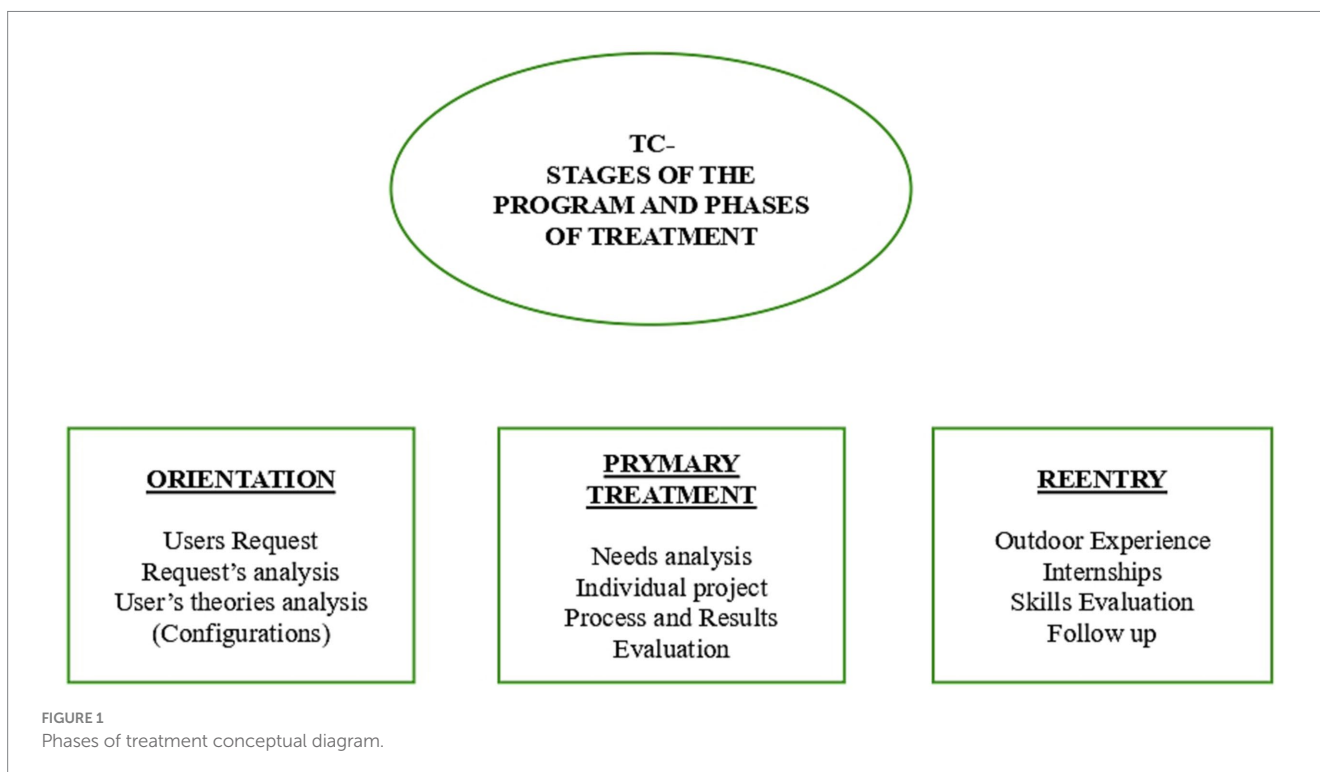 TC-
STAGES OF THE
PROGRAM AND PHASES
OF TREATMENT
ORIENTATION
Users Request
Request's analysis
User's theories analysis
(Configurations)
PRYMARY
TREATMENT
Needs analysis
Individual project
Process and Results
Evaluation
REENTRY
Outdoor Experience
Internships
Skills Evaluation
Follow up
FIGURE 1
Phases of treatment conceptual diagram.